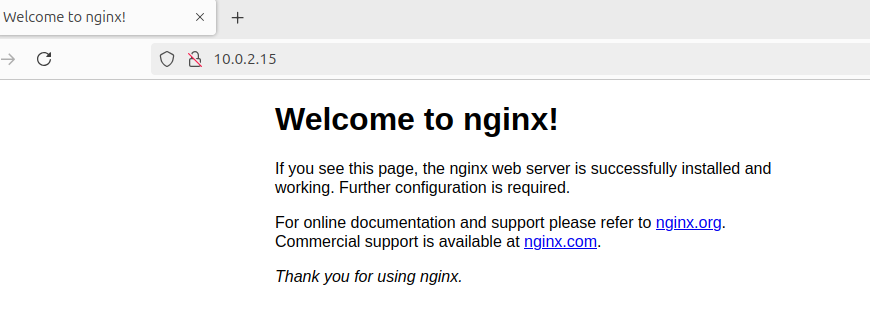 Welcome to nginx!
10.0.2.15
Welcome to nginx!
If you see this page, the nginx web server is successfully installed and
working. Further configuration is required.
For online documentation and support please refer to nginx.org.
Commercial support is available at nginx.com.
Thank you for using nginx.